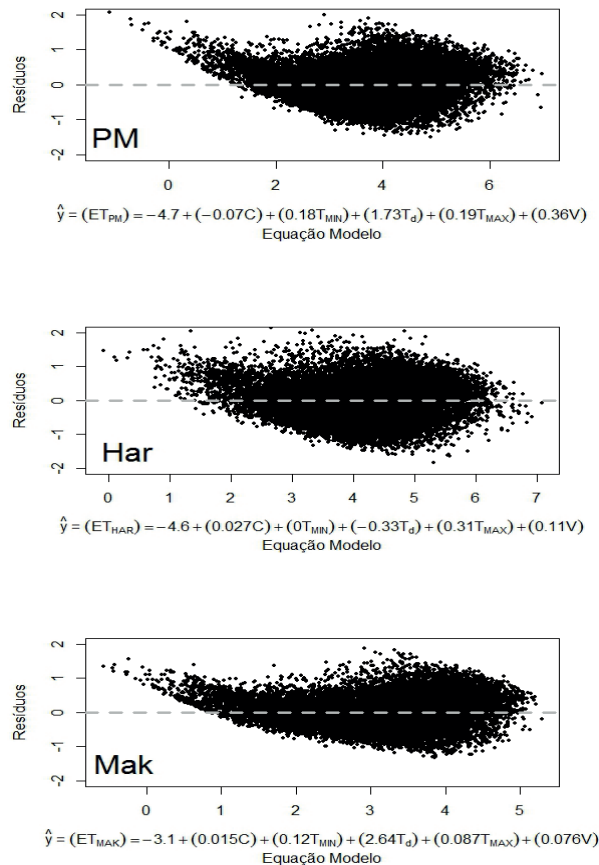 2
1
0
-1
-2
Resíduos
PM
0 2 4 6
ŷ = (ET_PM) = −4.7 + (−0.07C) + (0.18T_MIN) + (1.73T_d) + (0.19T_MAX) + (0.36V)
Equação Modelo
2
1
0
-1
-2
Resíduos
Har
0 1 2 3 4 5 6 7
ŷ = (ET_HAR) = −4.6 + (0.027C) + (0T_MIN) + (−0.33T_d) + (0.31T_MAX) + (0.11V)
Equação Modelo
2
1
0
-1
-2
Resíduos
Mak
0 1 2 3 4 5
ŷ = (ET_MAK) = −3.1 + (0.015C) + (0.12T_MIN) + (2.64T_d) + (0.087T_MAX) + (0.076V)
Equação Modelo